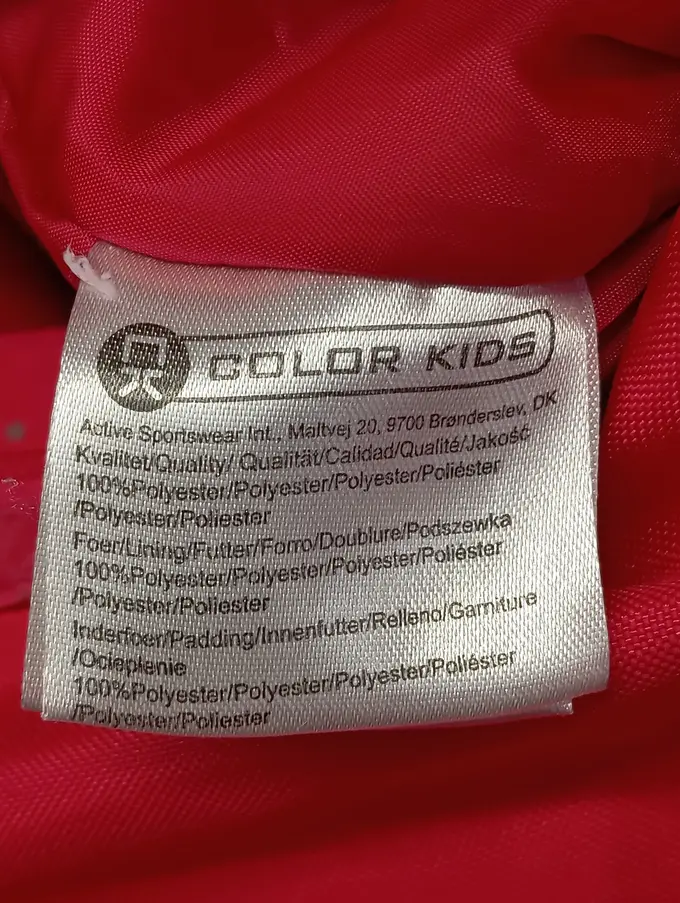 COLOR KIDS
Active Sportswear Int., Maltvej 20, 9700 Brønderslev, DK
Kvalitet/Quality/ Qualität/Calidad/Qualité/Jakość
100%Polyester/Polyester/Polyester/Poliéster
/Polyester/Poliester
Foer/Lining/Futter/Forro/Doublure/Podszewka
100%Polyester/Polyester/Polyester/Poliéster
/Polyester/Poliester
Inderfoer/Padding/Innenfutter/Relleno/Garniture
/Ocieplenie
100%Polyester/Polyester/Polyester/Poliéster
/Polyester/Poliester